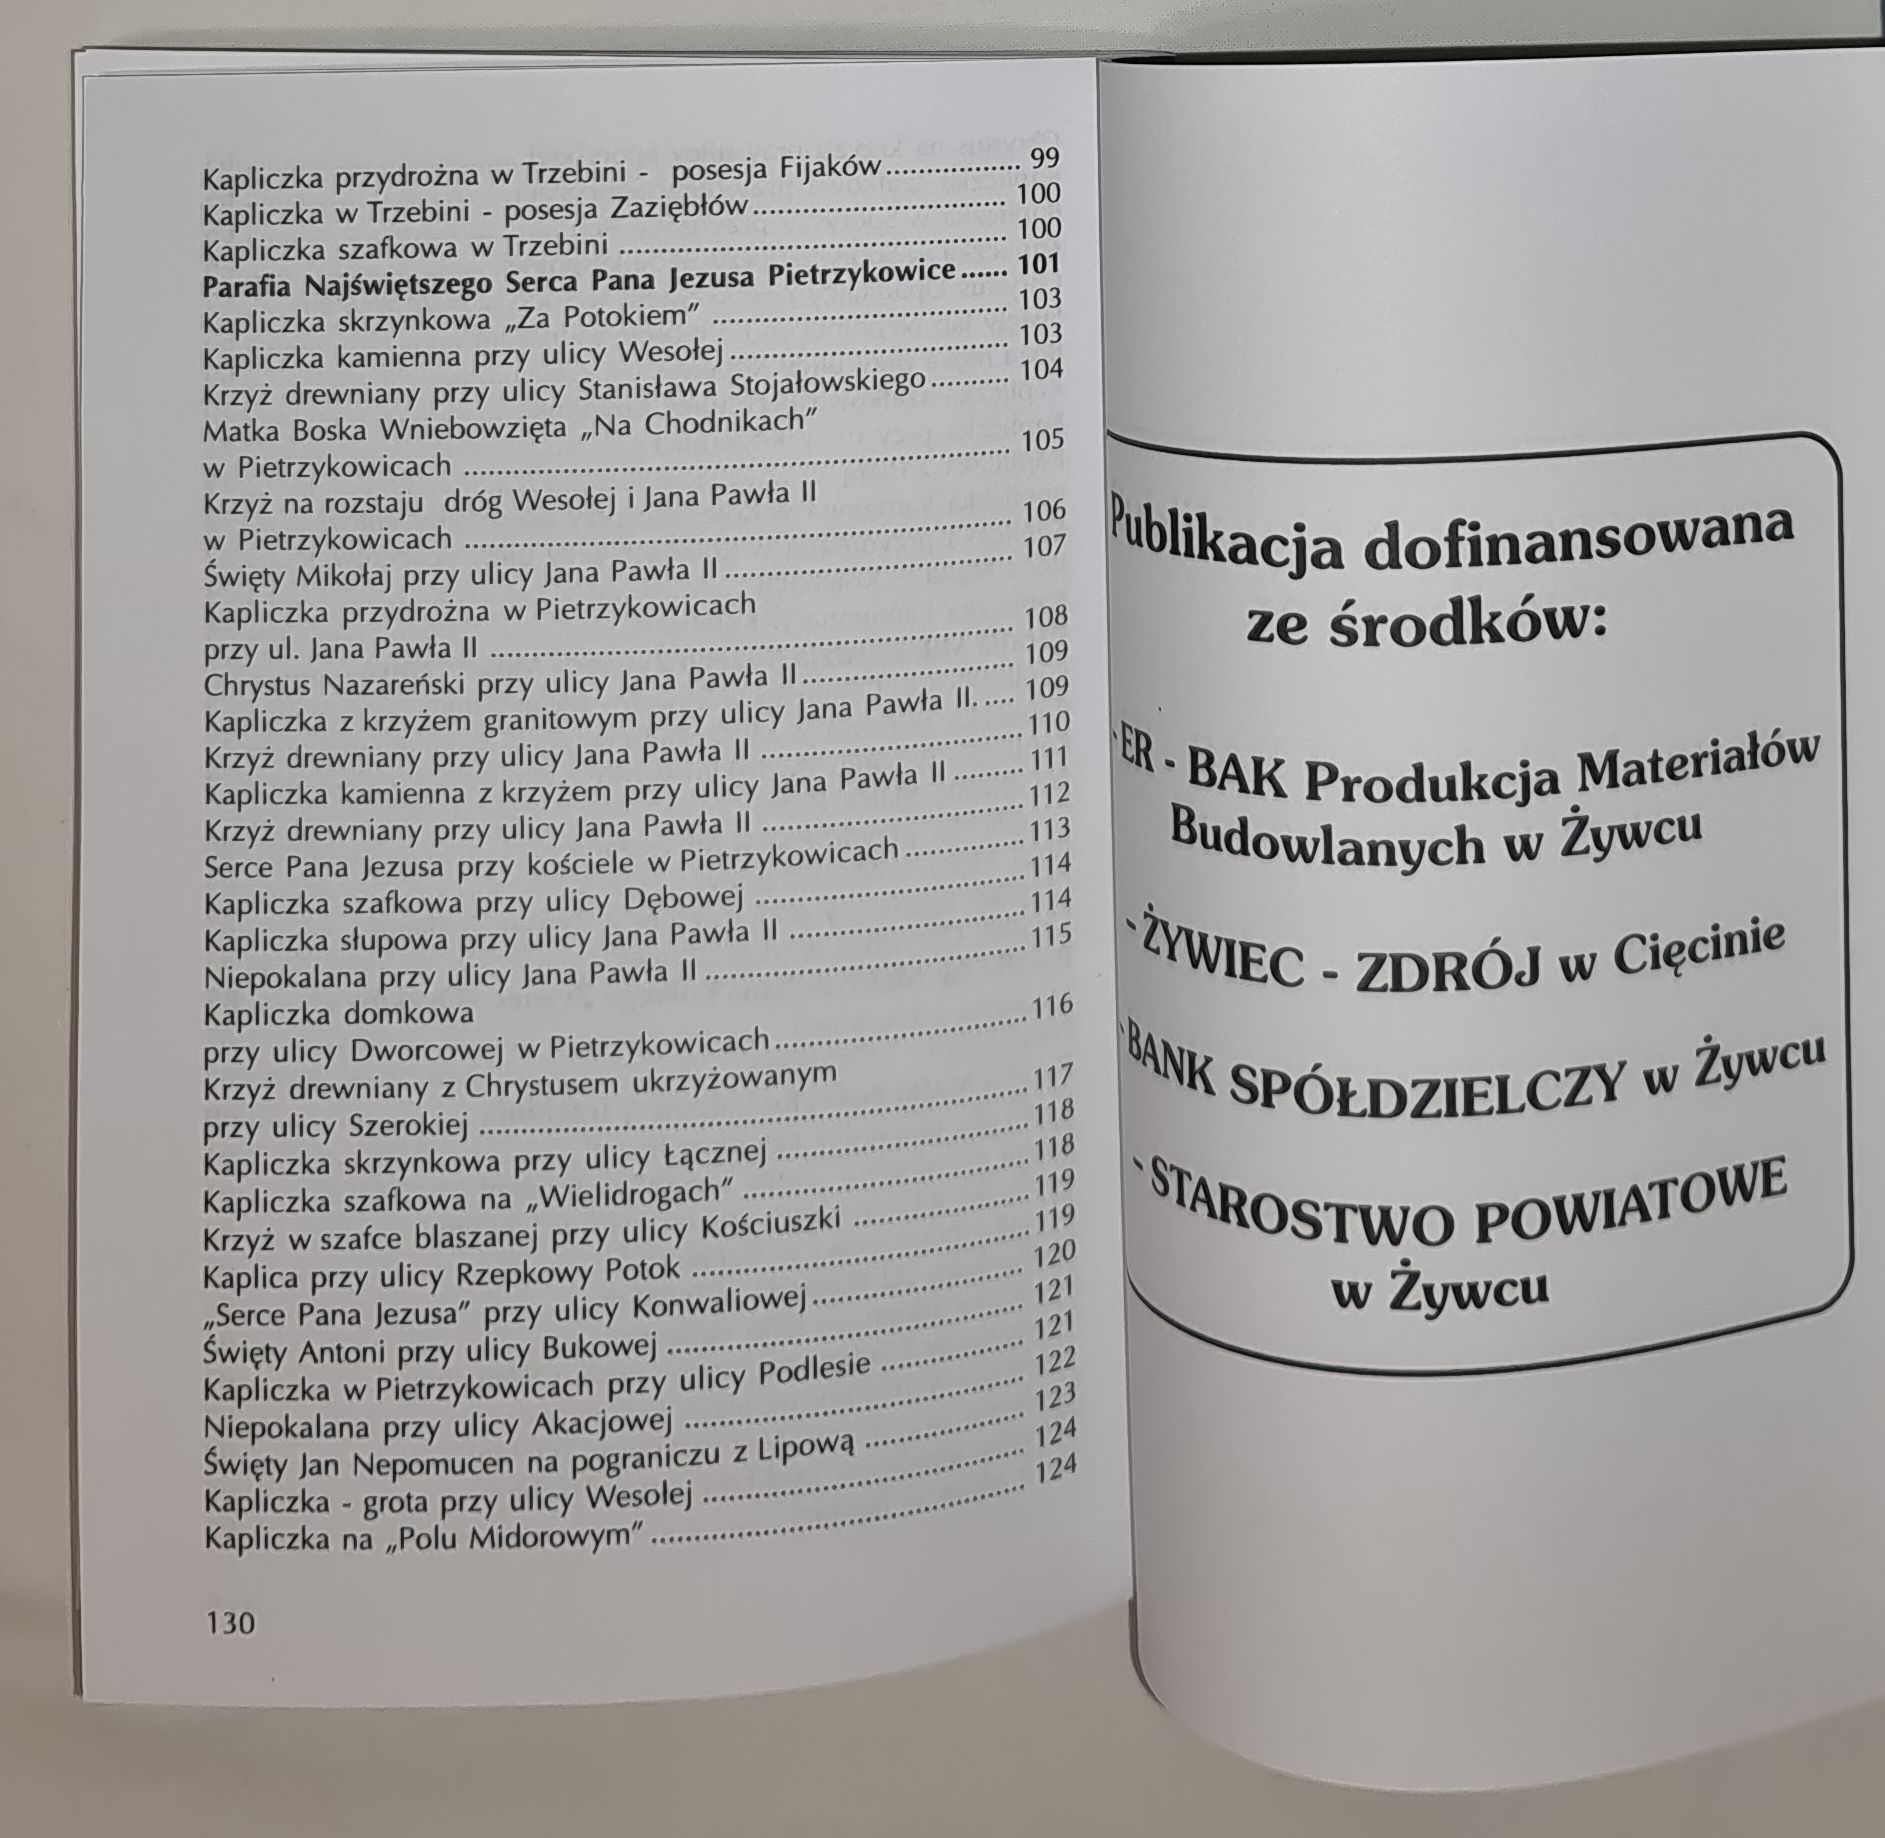 Kapliczka przydrożna w Trzebini - posesja Fijaków................. 99
Kapliczka w Trzebini - posesja Zaziębłów................................ 100
Kapliczka szafkowa w Trzebini ................................................ 100
Parafia Najświętszego Serca Pana Jezusa Pietrzykowice...... 101
Kapliczka skrzynkowa „Za Potokiem” ..................................... 103
Kapliczka kamienna przy ulicy Wesołej................................... 103
Krzyż drewniany przy ulicy Stanisława Stojałowskiego.......... 104
Matka Boska Wniebowzięta „Na Chodnikach”
w Pietrzykowicach .................................................................... 105
Krzyż na rozstaju dróg Wesołej i Jana Pawła II
w Pietrzykowicach .................................................................... 106
Święty Mikołaj przy ulicy Jana Pawła II.................................... 107
Kapliczka przydrożna w Pietrzykowicach
przy ul. Jana Pawła II ................................................................. 108
Chrystus Nazareński przy ulicy Jana Pawła II.......................... 109
Kapliczka z krzyżem granitowym przy ulicy Jana Pawła II..... 109
Krzyż drewniany przy ulicy Jana Pawła II ................................. 110
Kapliczka kamienna z krzyżem przy ulicy Jana Pawła II ......... 111
Krzyż drewniany przy ulicy Jana Pawła II ................................. 112
Serce Pana Jezusa przy kościele w Pietrzykowicach............... 113
Kapliczka szafkowa przy ulicy Dębowej .................................. 114
Kapliczka słupowa przy ulicy Jana Pawła II .............................. 114
Niepokalana przy ulicy Jana Pawła II ........................................ 115
Kapliczka domkowa
przy ulicy Dworcowej w Pietrzykowicach................................ 116
Krzyż drewniany z Chrystusem ukrzyżowanym
przy ulicy Szerokiej .................................................................... 117
Kapliczka skrzynkowa przy ulicy Łącznej ................................ 118
Kapliczka szafkowa na „Wielidrogach” .................................... 118
Krzyż w szafce blaszanej przy ulicy Kościuszki ...................... 119
Kaplica przy ulicy Rzepkowy Potok .......................................... 119
„Serce Pana Jezusa” przy ulicy Konwaliowej........................... 120
Święty Antoni przy ulicy Bukowej ............................................. 121
Kapliczka w Pietrzykowicach przy ulicy Podlesie .................. 121
Niepokalana przy ulicy Akacjowej ........................................... 122
Święty Jan Nepomucen na pograniczu z Lipową .................... 123
Kapliczka - grota przy ulicy Wesolej ........................................ 124
Kapliczka na „Polu Midorowym” .............................................. 124
130
Publikacja dofinansowana
ze środków:
ER - BAK Produkcja Materiałów
Budowlanych w Żywcu
- ŻYWIEC - ZDRÓJ w Cięcinie
- BANK SPÓŁDZIELCZY w Żywcu
- STAROSTWO POWIATOWE
w Żywcu